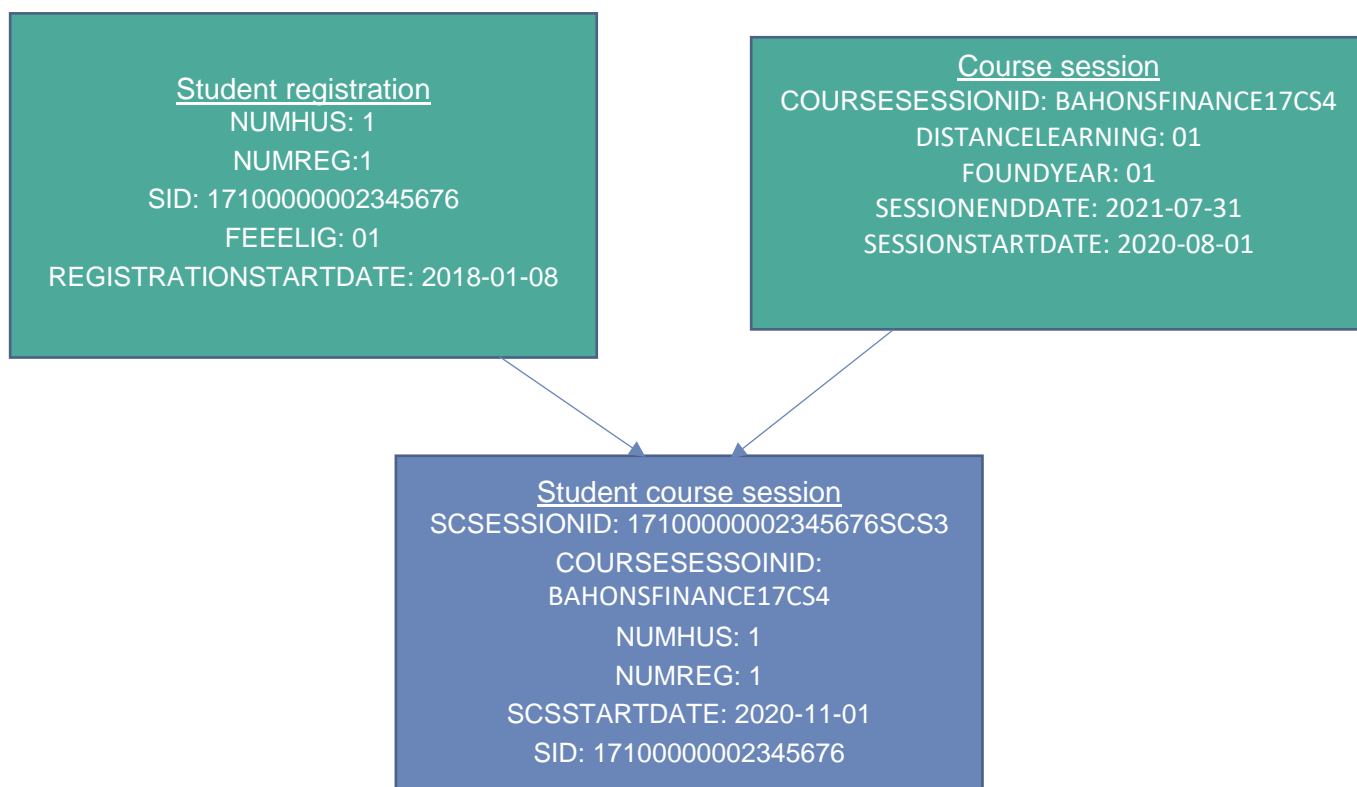 Student registration
NUMHUS: 1
NUMREG:1
SID: 17100000002345676
FEEELIG: 01
REGISTRATIONSTARTDATE: 2018-01-08
Course session
COURSESESSIONID: BAHONSFINANCE17CS4
DISTANCELEARNING: 01
FOUNDYEAR: 01
SESSIONENDDATE: 2021-07-31
SESSIONSTARTDATE: 2020-08-01
Student course session
SCSESSIONID: 17100000002345676SCS3
COURSESESSOINID:
BAHONSFINANCE17CS4
NUMHUS: 1
NUMREG: 1
SCSSTARTDATE: 2020-11-01
SID: 17100000002345676